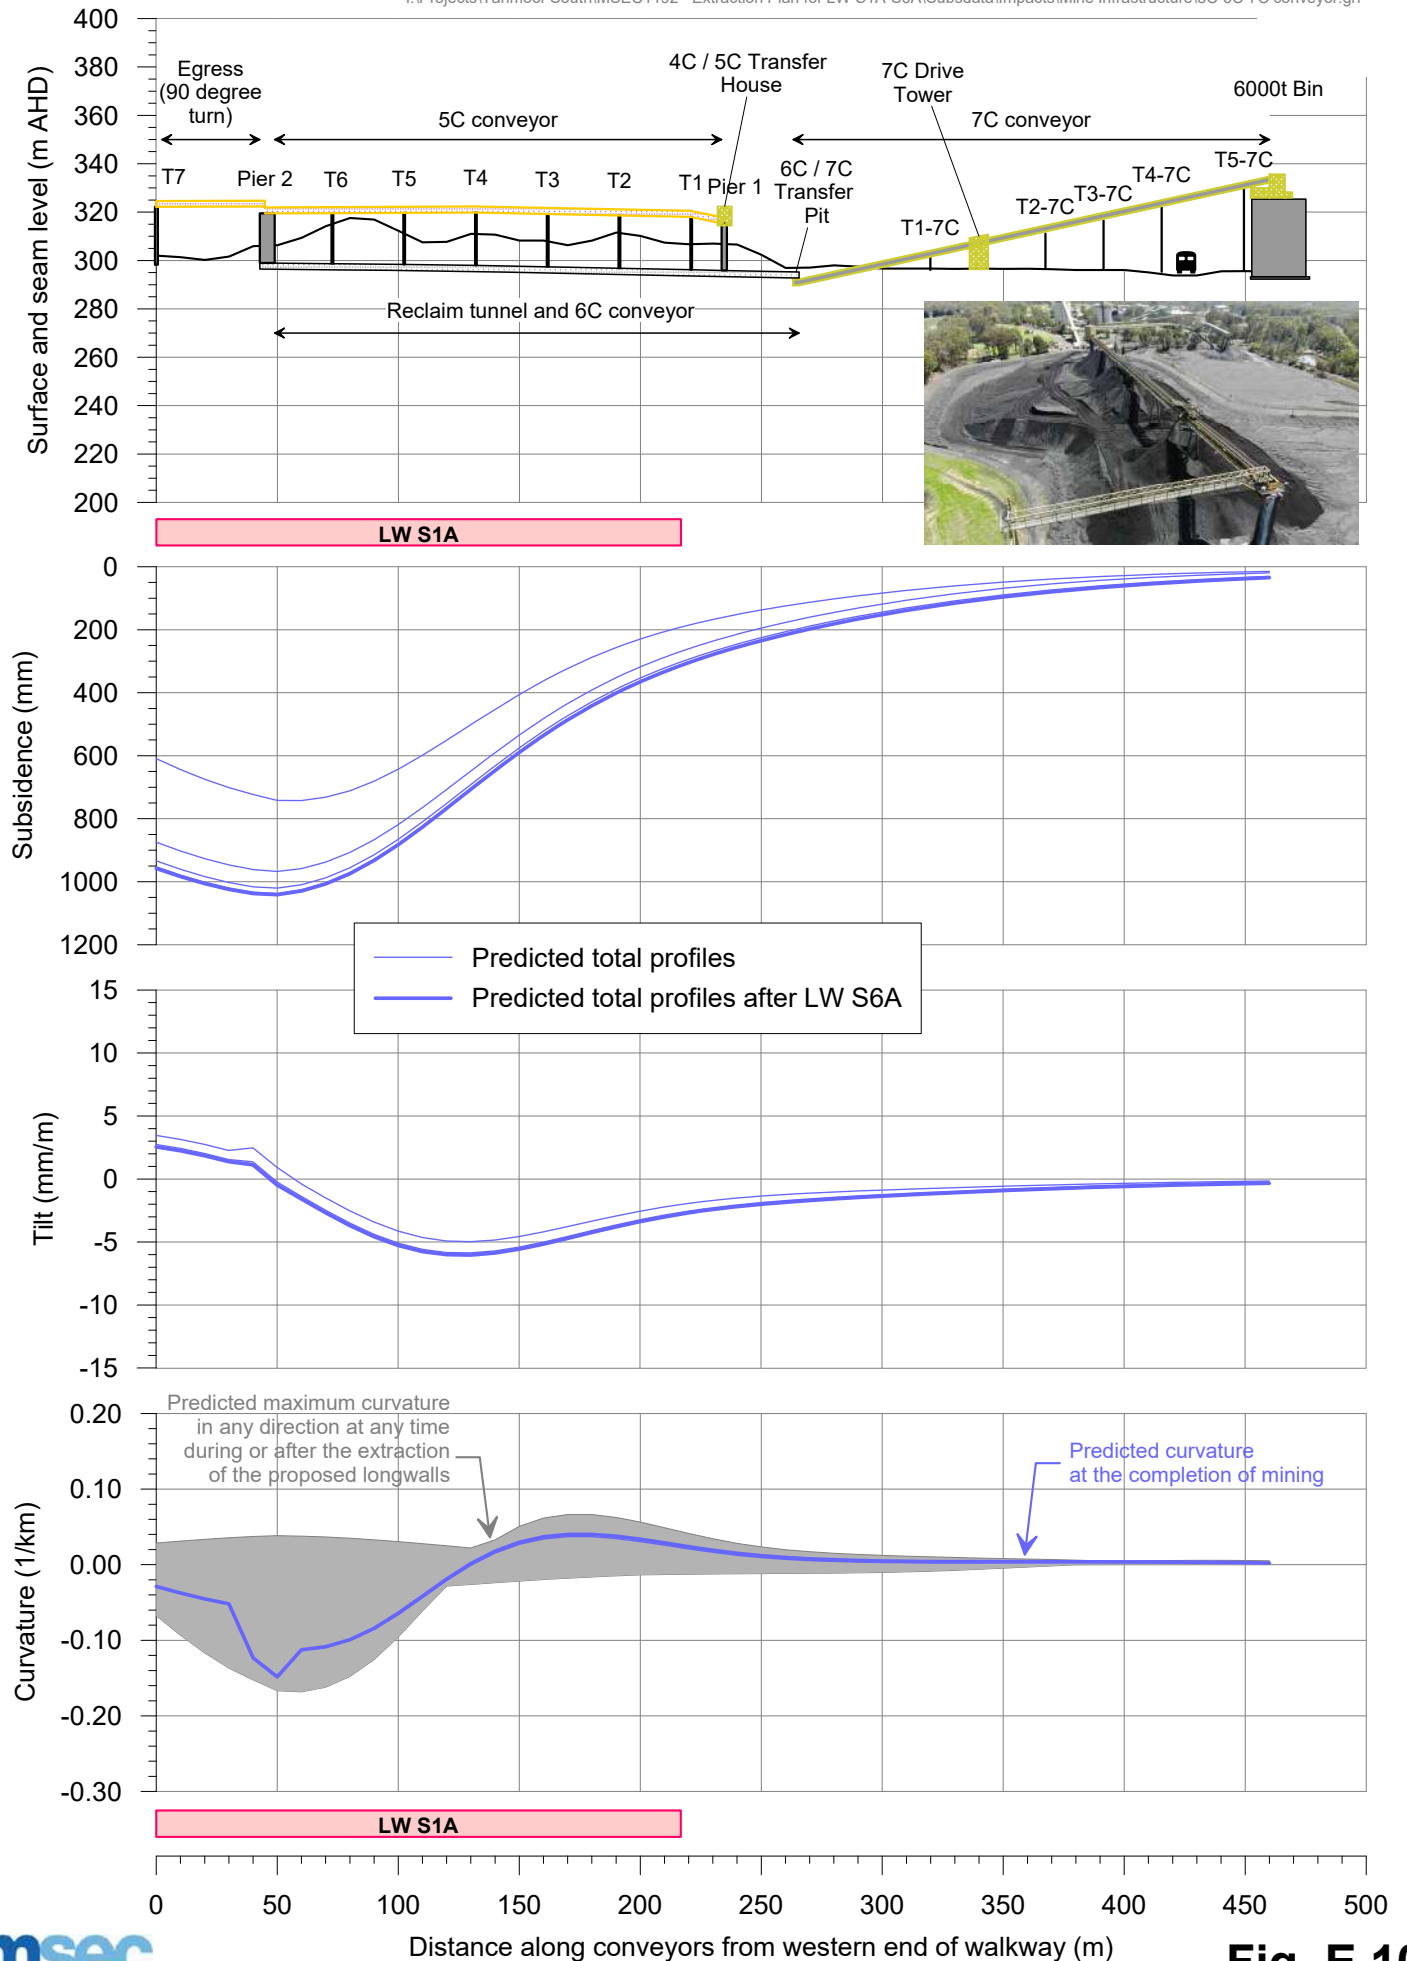 400
380
360
340
320
300
280
260
240
220
200
Surface and seam level (m AHD)
Egress
(90 degree
turn)
4C / 5C Transfer
House
7C Drive
Tower
6000t Bin
5C conveyor
7C conveyor
T7
Pier 2
T6
T5
T4
T3
T2
T1
Pier 1
6C / 7C
Transfer
Pit
T1-7C
T2-7C
T3-7C
T4-7C
T5-7C
Reclaim tunnel and 6C conveyor
LW S1A
0
200
400
600
800
1000
1200
Subsidence (mm)
Predicted total profiles
Predicted total profiles after LW S6A
15
10
5
0
-5
-10
-15
Tilt (mm/m)
Predicted maximum curvature
in any direction at any time
during or after the extraction
of the proposed longwalls
Predicted curvature
at the completion of mining
0.20
0.10
0.00
-0.10
-0.20
-0.30
Curvature (1/km)
LW S1A
0 50 100 150 200 250 300 350 400 450 500
Distance along conveyors from western end of walkway (m)
msec